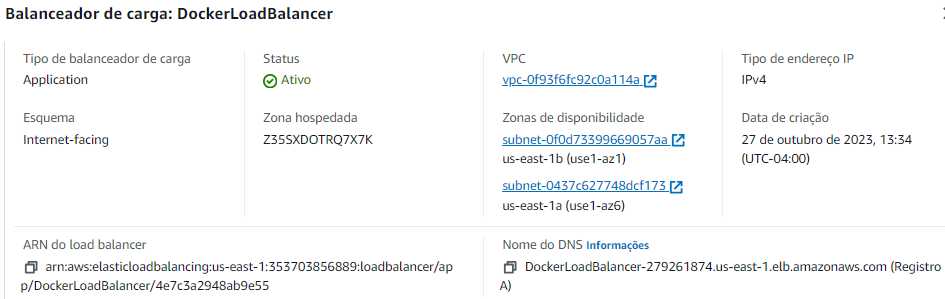 Balanceador de carga: DockerLoadBalancer
Tipo de balanceador de carga
Application
Status
Ativo
VPC
vpc-0f93f6fc92c0a114a
Tipo de endereço IP
IPv4
Esquema
Internet-facing
Zona hospedada
Z35SXDOTRQ7X7K
Zonas de disponibilidade
subnet-0f0d73399669057aa
us-east-1b (use1-az1)
subnet-0437c627748dcf173
us-east-1a (use1-az6)
Data de criação
27 de outubro de 2023, 13:34
(UTC-04:00)
ARN do load balancer
arn:aws:elasticloadbalancing:us-east-1:353703856889:loadbalancer/ap
p/DockerLoadBalancer/4e7c3a2948ab9e55
Nome do DNS Informações
DockerLoadBalancer-279261874.us-east-1.elb.amazonaws.com (Registro
A)